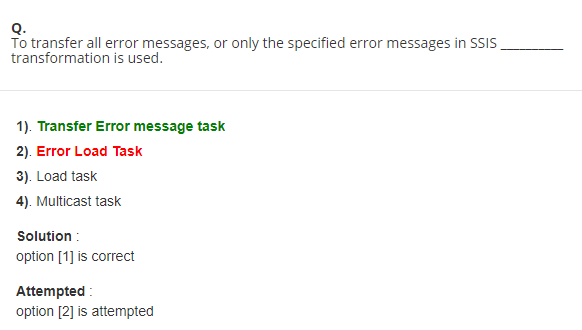 Q.
To transfer all error messages, or only the specified error messages in SSIS __________
transformation is used.
1). Transfer Error message task
2). Error Load Task
3). Load task
4). Multicast task
Solution :
option [1] is correct
Attempted :
option [2] is attempted